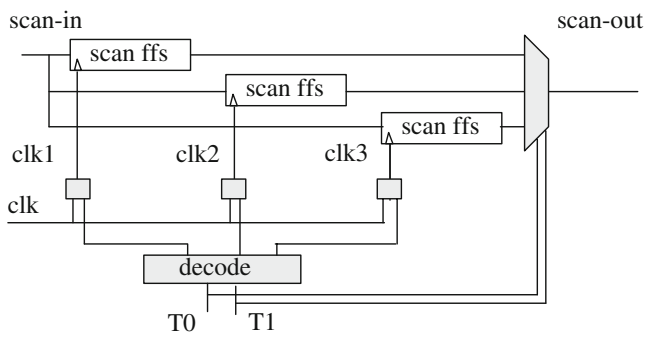 scan-in
scan-out
scan ffs
scan ffs
scan ffs
clk1
clk2
clk3
clk
decode
T0
T1